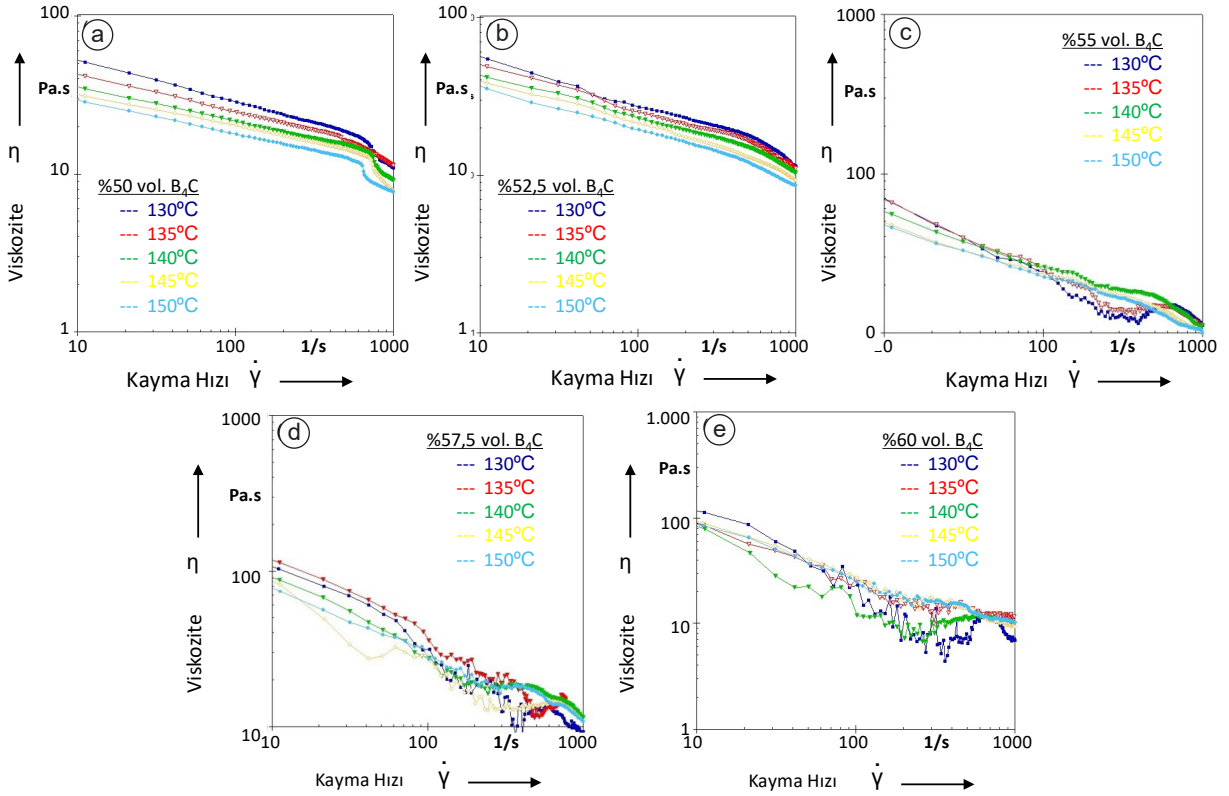 a
100
Pa.s
η
10
Viskozite
1
%50 vol. B₄C
--- 130ºC
--- 135ºC
--- 140ºC
--- 145ºC
--- 150ºC
10 100 1/s 1000
Kayma Hızı γ̇
b
100
Pa.s
η
10
Viskozite
1
%52,5 vol. B₄C
--- 130ºC
--- 135ºC
--- 140ºC
--- 145ºC
--- 150ºC
10 100 1/s 1000
Kayma Hızı γ̇
c
1000
Pa.s
100
η
Viskozite
0
%55 vol. B₄C
--- 130ºC
--- 135ºC
--- 140ºC
--- 145ºC
--- 150ºC
100 1/s 1000
Kayma Hızı γ̇
d
1000
Pa.s
100
η
Viskozite
10
%57,5 vol. B₄C
--- 130ºC
--- 135ºC
--- 140ºC
--- 145ºC
--- 150ºC
10 100 1/s 1000
Kayma Hızı γ̇
e
1.000
Pa.s
100
η
10
Viskozite
1
%60 vol. B₄C
--- 130ºC
--- 135ºC
--- 140ºC
--- 145ºC
--- 150ºC
10 100 1/s 1000
Kayma Hızı γ̇